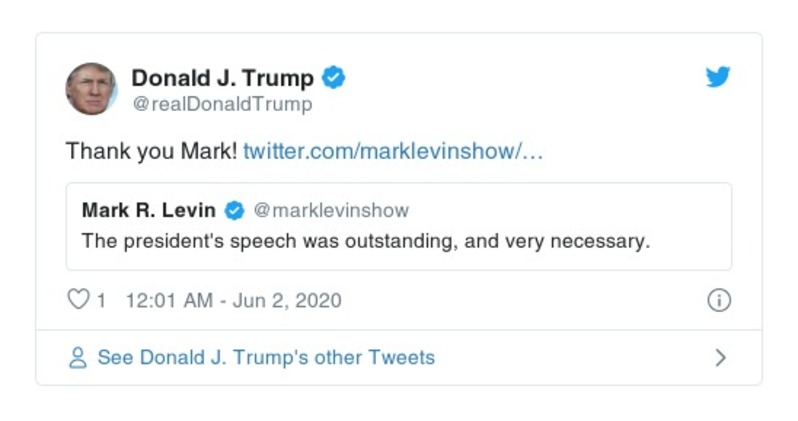 Donald J. Trump
@realDonaldTrump
Thank you Mark! twitter.com/marklevinshow/…
Mark R. Levin @marklevinshow
The president's speech was outstanding, and very necessary.
1 12:01 AM - Jun 2, 2020
See Donald J. Trump's other Tweets